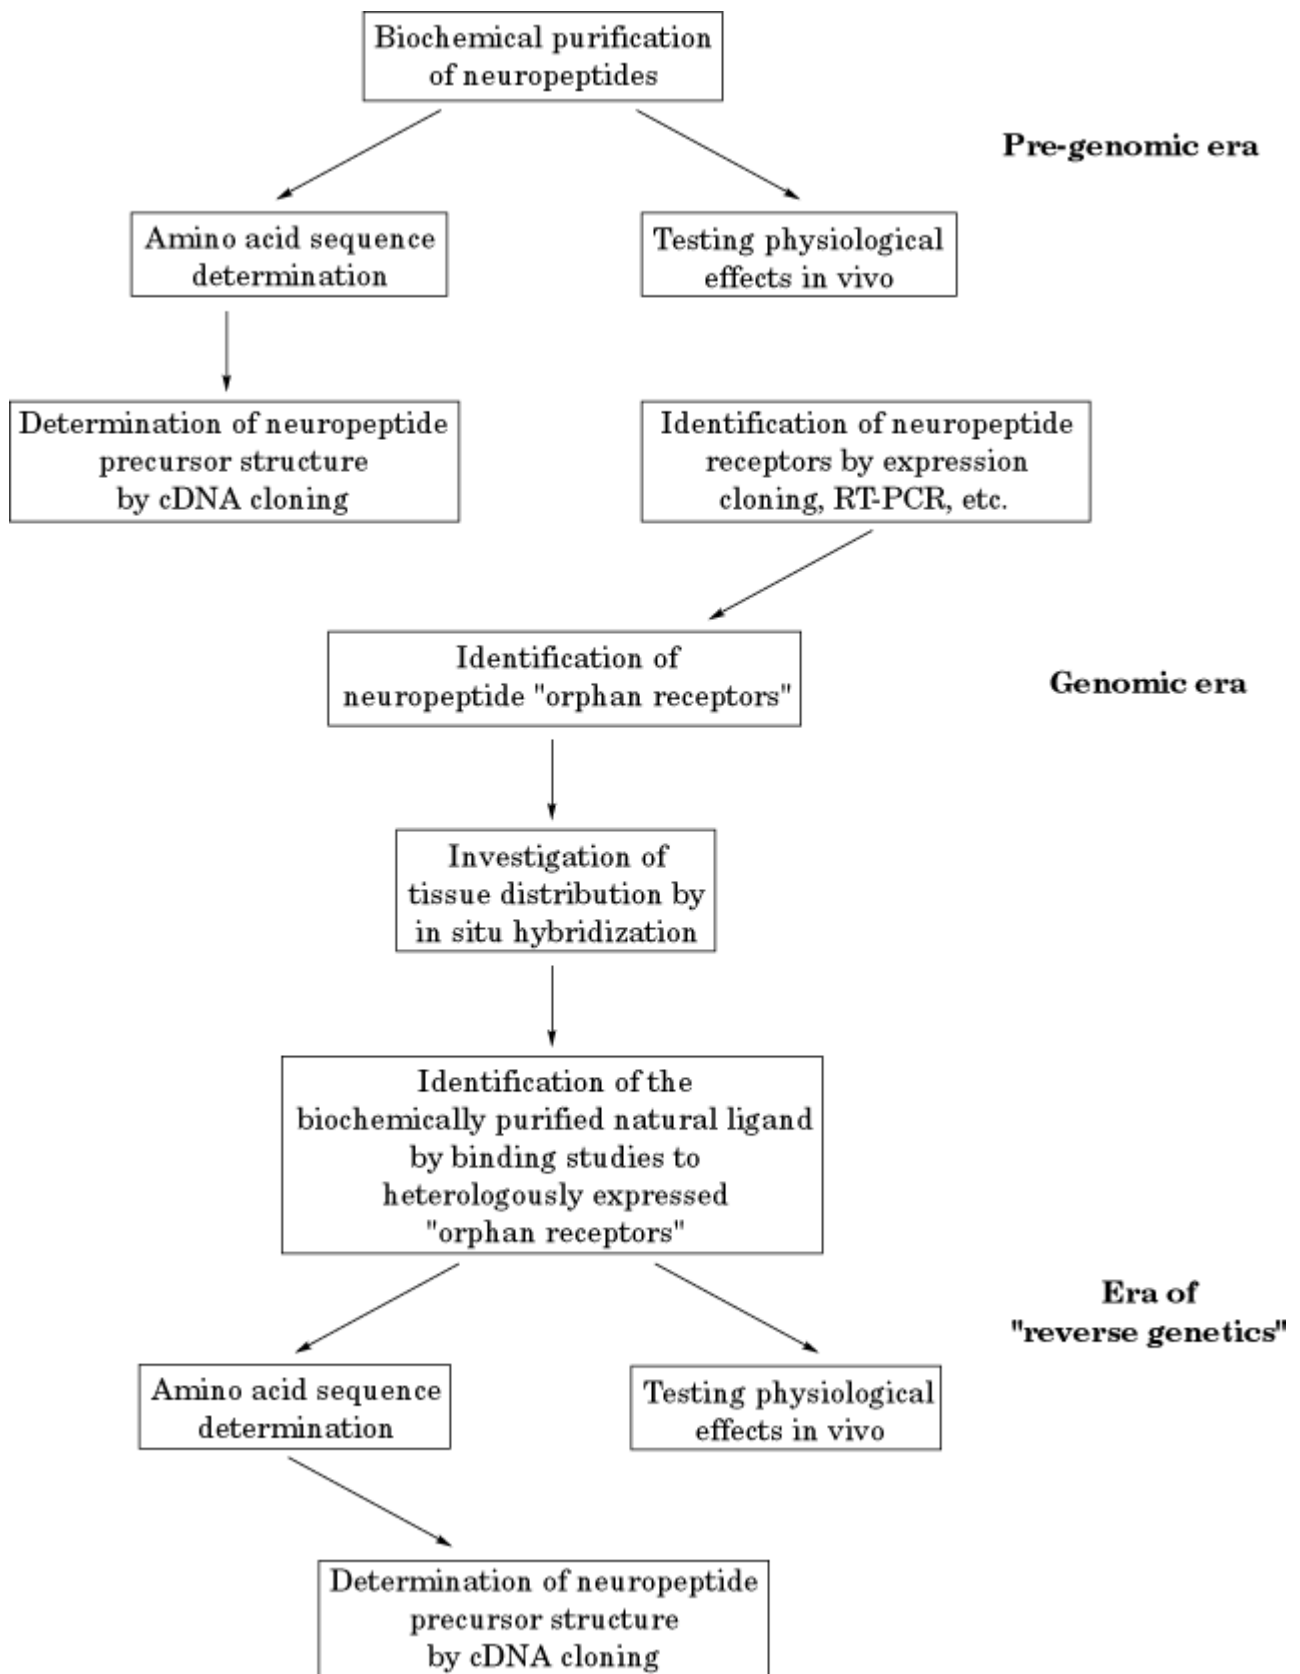 Biochemical purification
of neuropeptides
Pre-genomic era
Amino acid sequence
determination
Testing physiological
effects in vivo
Determination of neuropeptide
precursor structure
by cDNA cloning
Identification of neuropeptide
receptors by expression
cloning, RT-PCR, etc.
Identification of
neuropeptide "orphan receptors"
Genomic era
Investigation of
tissue distribution by
in situ hybridization
Identification of the
biochemically purified natural ligand
by binding studies to
heterologously expressed
"orphan receptors"
Era of
"reverse genetics"
Amino acid sequence
determination
Testing physiological
effects in vivo
Determination of neuropeptide
precursor structure
by cDNA cloning